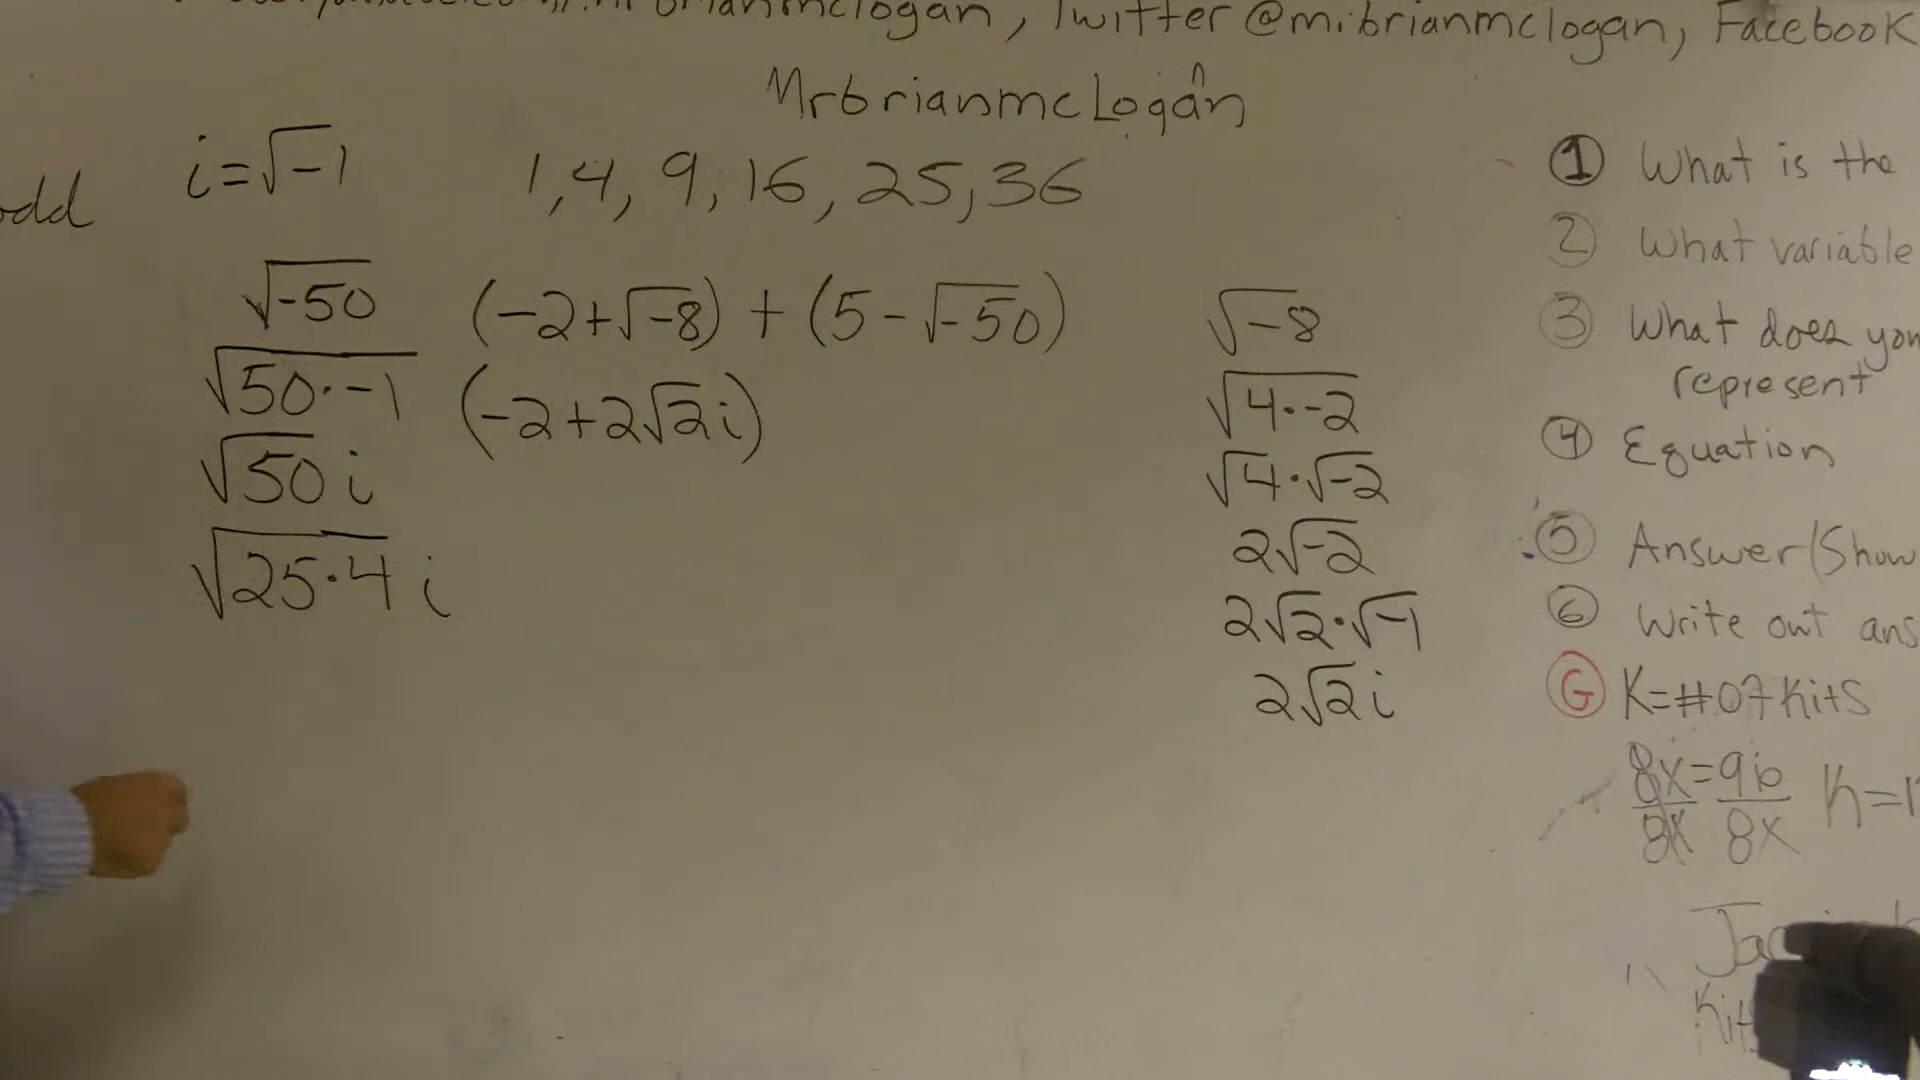 brianmclogan, Twitter @mrbrianmclogan, Facebook
MrbrianmcLogan
i=√-1
1,4, 9, 16, 25, 36
odd
√-50
√50·-1
√50 i
√25·4 i
(-2+√-8) + (5-√-50)
(-2+2√2i)
√-8
√4·-2
√4·√-2
2√-2
2√2·√-1
2√2i
① What is the
② What variable
③ What does you
represent
④ Equation
⑤ Answer (Show
⑥ Write out ans
Ⓖ K=#of Kits
8x=96
8x 8x
K=1